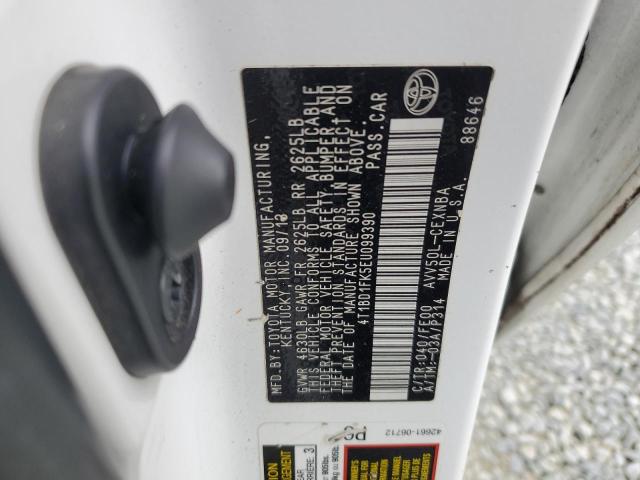 MFD.BY:TOYOTA MOTOR MANUFACTURING,
KENTUCKY,INC 09/13
GVWR 4630LB GAWR FR 2625LB RR 2625LB
THIS VEHICLE CONFORMS TO ALL APPLICABLE
FEDERAL MOTOR VEHICLE SAFETY, BUMPER AND
THEFT PREVENTION STANDARDS IN EFFECT ON
THE DATE OF MANUFACTURE SHOWN ABOVE.
4T1BD1FK5EU099390 PASS.CAR
C/TR:040/FE00 AVV50L-CEXNBA
A/TM:-03A/P314 MADE IN U.S.A. 88646
42661-06712
ARRIERE: 3